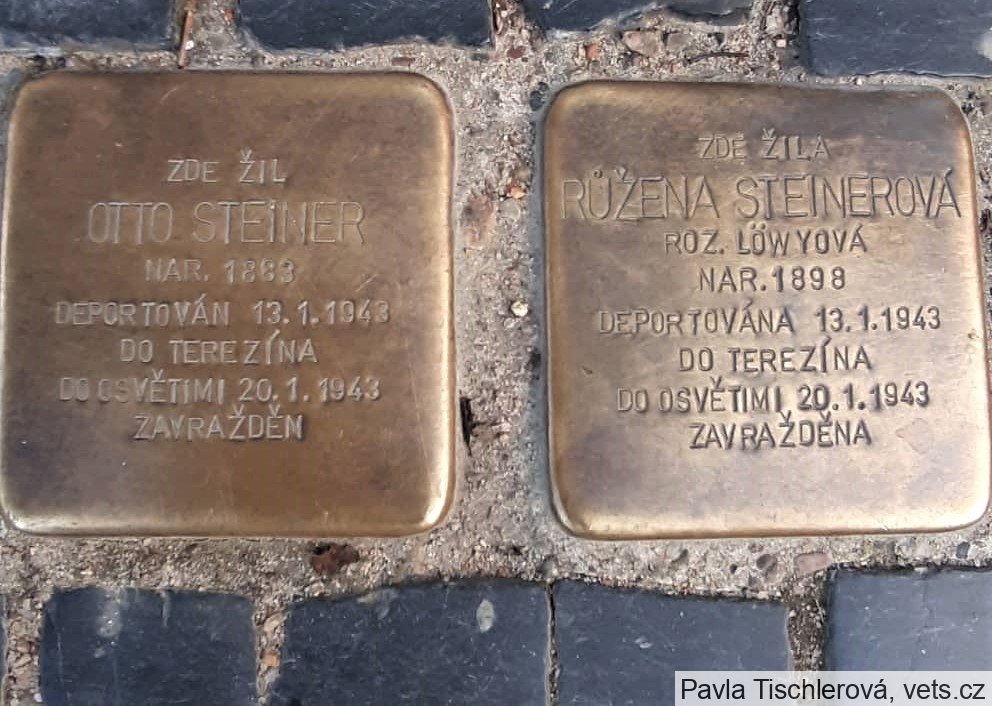 ZDE ŽIL
OTTO STEINER
NAR. 1883
DEPORTOVÁN 13.1.1943
DO TEREZÍNA
DO OSVĚTIMI 20.1.1943
ZAVRAŽDĚN
ZDE ŽILA
RŮŽENA STEINEROVÁ
ROZ. LÖWYOVÁ
NAR.1898
DEPORTOVÁNA 13.1.1943
DO TEREZÍNA
DO OSVĚTIMI 20.1.1943
ZAVRAŽDĚNA
Pavla Tischlerová, vets.cz